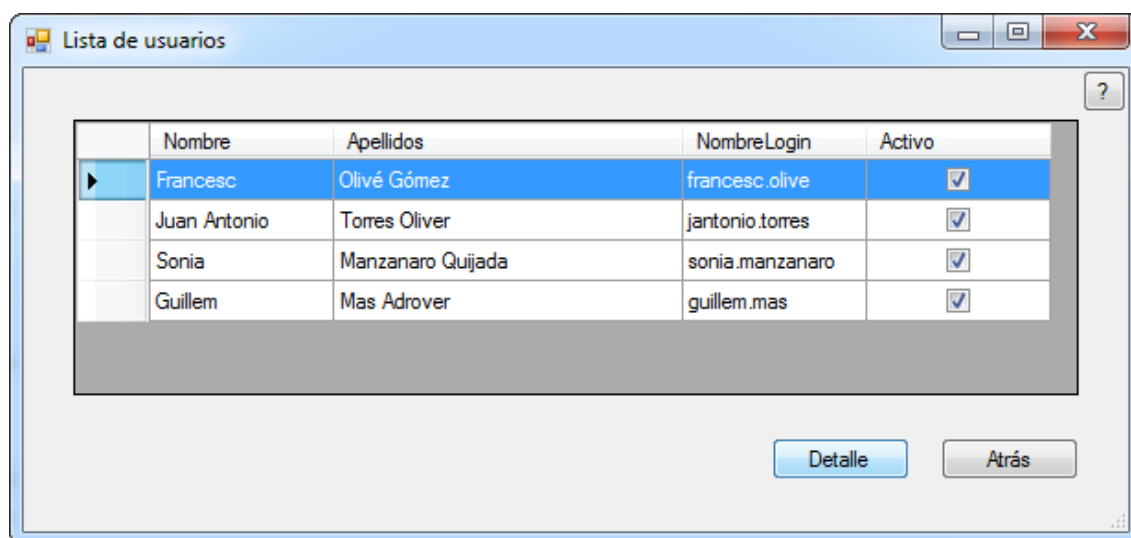 Lista de usuarios
?
Nombre Apellidos NombreLogin Activo
Francesc Olivé Gómez francesc.olive
Juan Antonio Torres Oliver jantonio.torres
Sonia Manzanaro Quijada sonia.manzanaro
Guillem Mas Adrover guillem.mas
Detalle Atrás